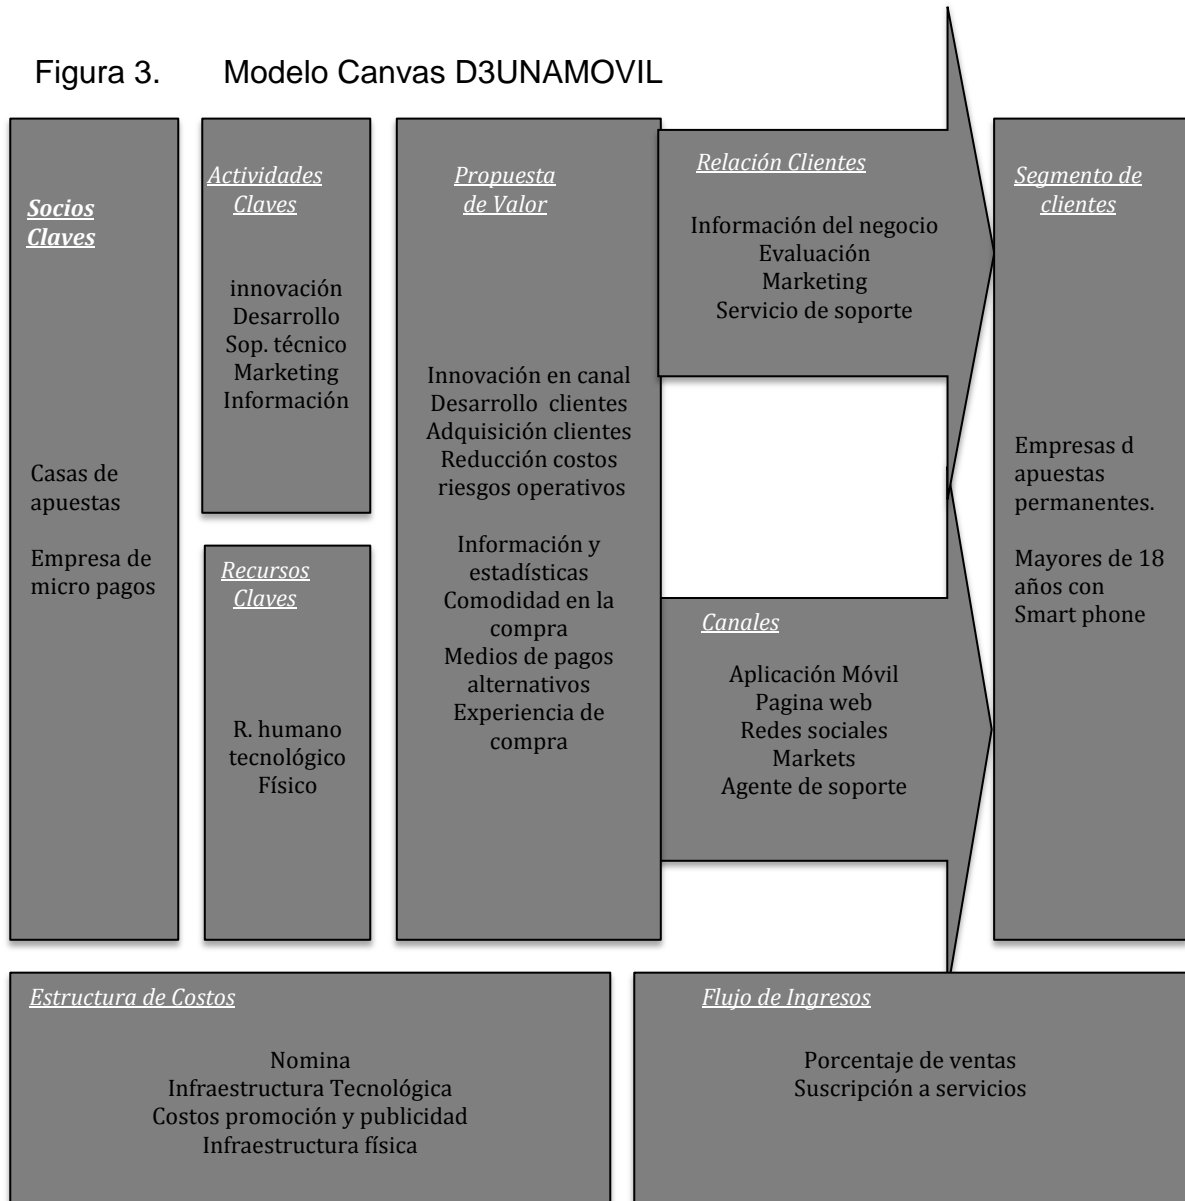 Figura 3. Modelo Canvas D3UNAMOVIL
Socios
Claves
Casas de
apuestas
Empresa de
micro pagos
Actividades
Claves
innovación
Desarrollo
Sop. técnico
Marketing
Información
Recursos
Claves
R. humano
tecnológico
Físico
Propuesta
de Valor
Innovación en canal
Desarrollo clientes
Adquisición clientes
Reducción costos
riesgos operativos
Información y
estadísticas
Comodidad en la
compra
Medios de pagos
alternativos
Experiencia de
compra
Relación Clientes
Información del negocio
Evaluación
Marketing
Servicio de soporte
Canales
Aplicación Móvil
Pagina web
Redes sociales
Markets
Agente de soporte
Segmento de
clientes
Empresas d
apuestas
permanentes.
Mayores de 18
años con
Smart phone
Estructura de Costos
Nomina
Infraestructura Tecnológica
Costos promoción y publicidad
Infraestructura física
Flujo de Ingresos
Porcentaje de ventas
Suscripción a servicios